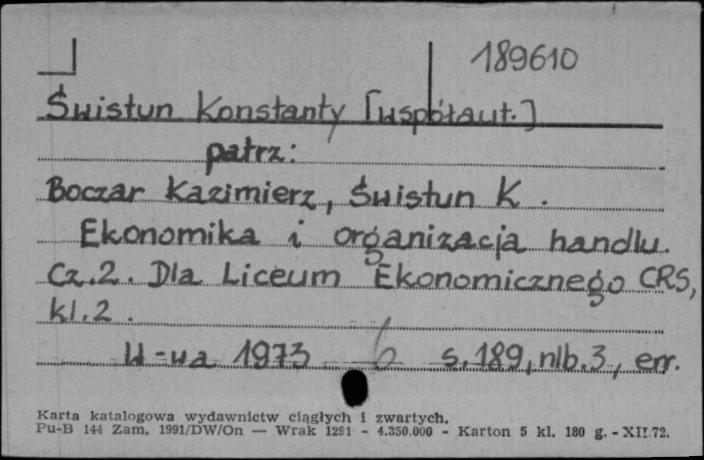 189610
Świstun Konstanty [współaut.]
patrz:
Boczar Kazimierz, Świstun K.
Ekonomika i organizacja handlu.
Cz.2. Dla Liceum Ekonomicznego CRS,
kl.2.
W-wa 1973 s.189, nlb.3, err.
Karta katalogowa wydawnictw ciągłych i zwartych.
Pu-B 144 Zam. 1991/DW/On — Wrak 1291 - 4.350.000 - Karton 5 kl. 180 g. - XII 72.